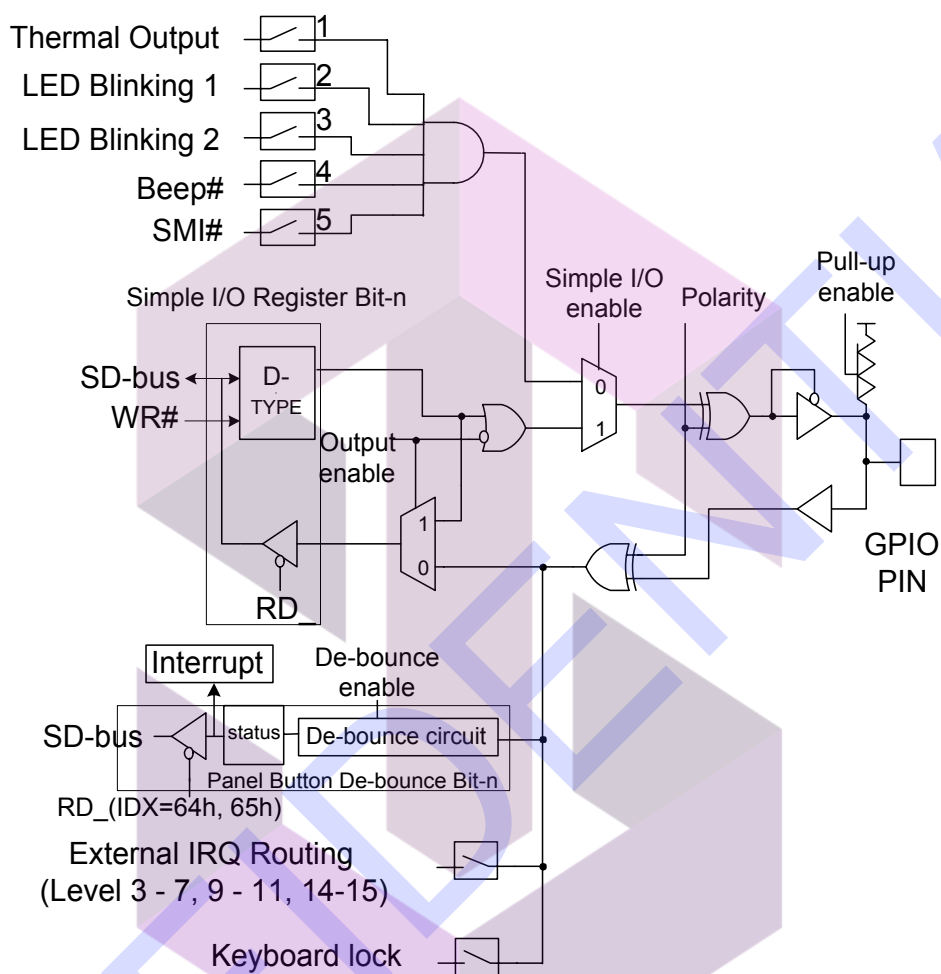 Thermal Output
1
LED Blinking 1
2
LED Blinking 2
3
Beep#
4
SMI#
5
Simple I/O Register Bit-n
Simple I/O
enable
Polarity
Pull-up
enable
SD-bus
D-
TYPE
WR#
0
1
Output
enable
1
0
RD_
GPIO
PIN
Interrupt
De-bounce
enable
SD-bus
status
De-bounce circuit
Panel Button De-bounce Bit-n
RD_(IDX=64h, 65h)
External IRQ Routing
(Level 3 - 7, 9 - 11, 14-15)
Keyboard lock